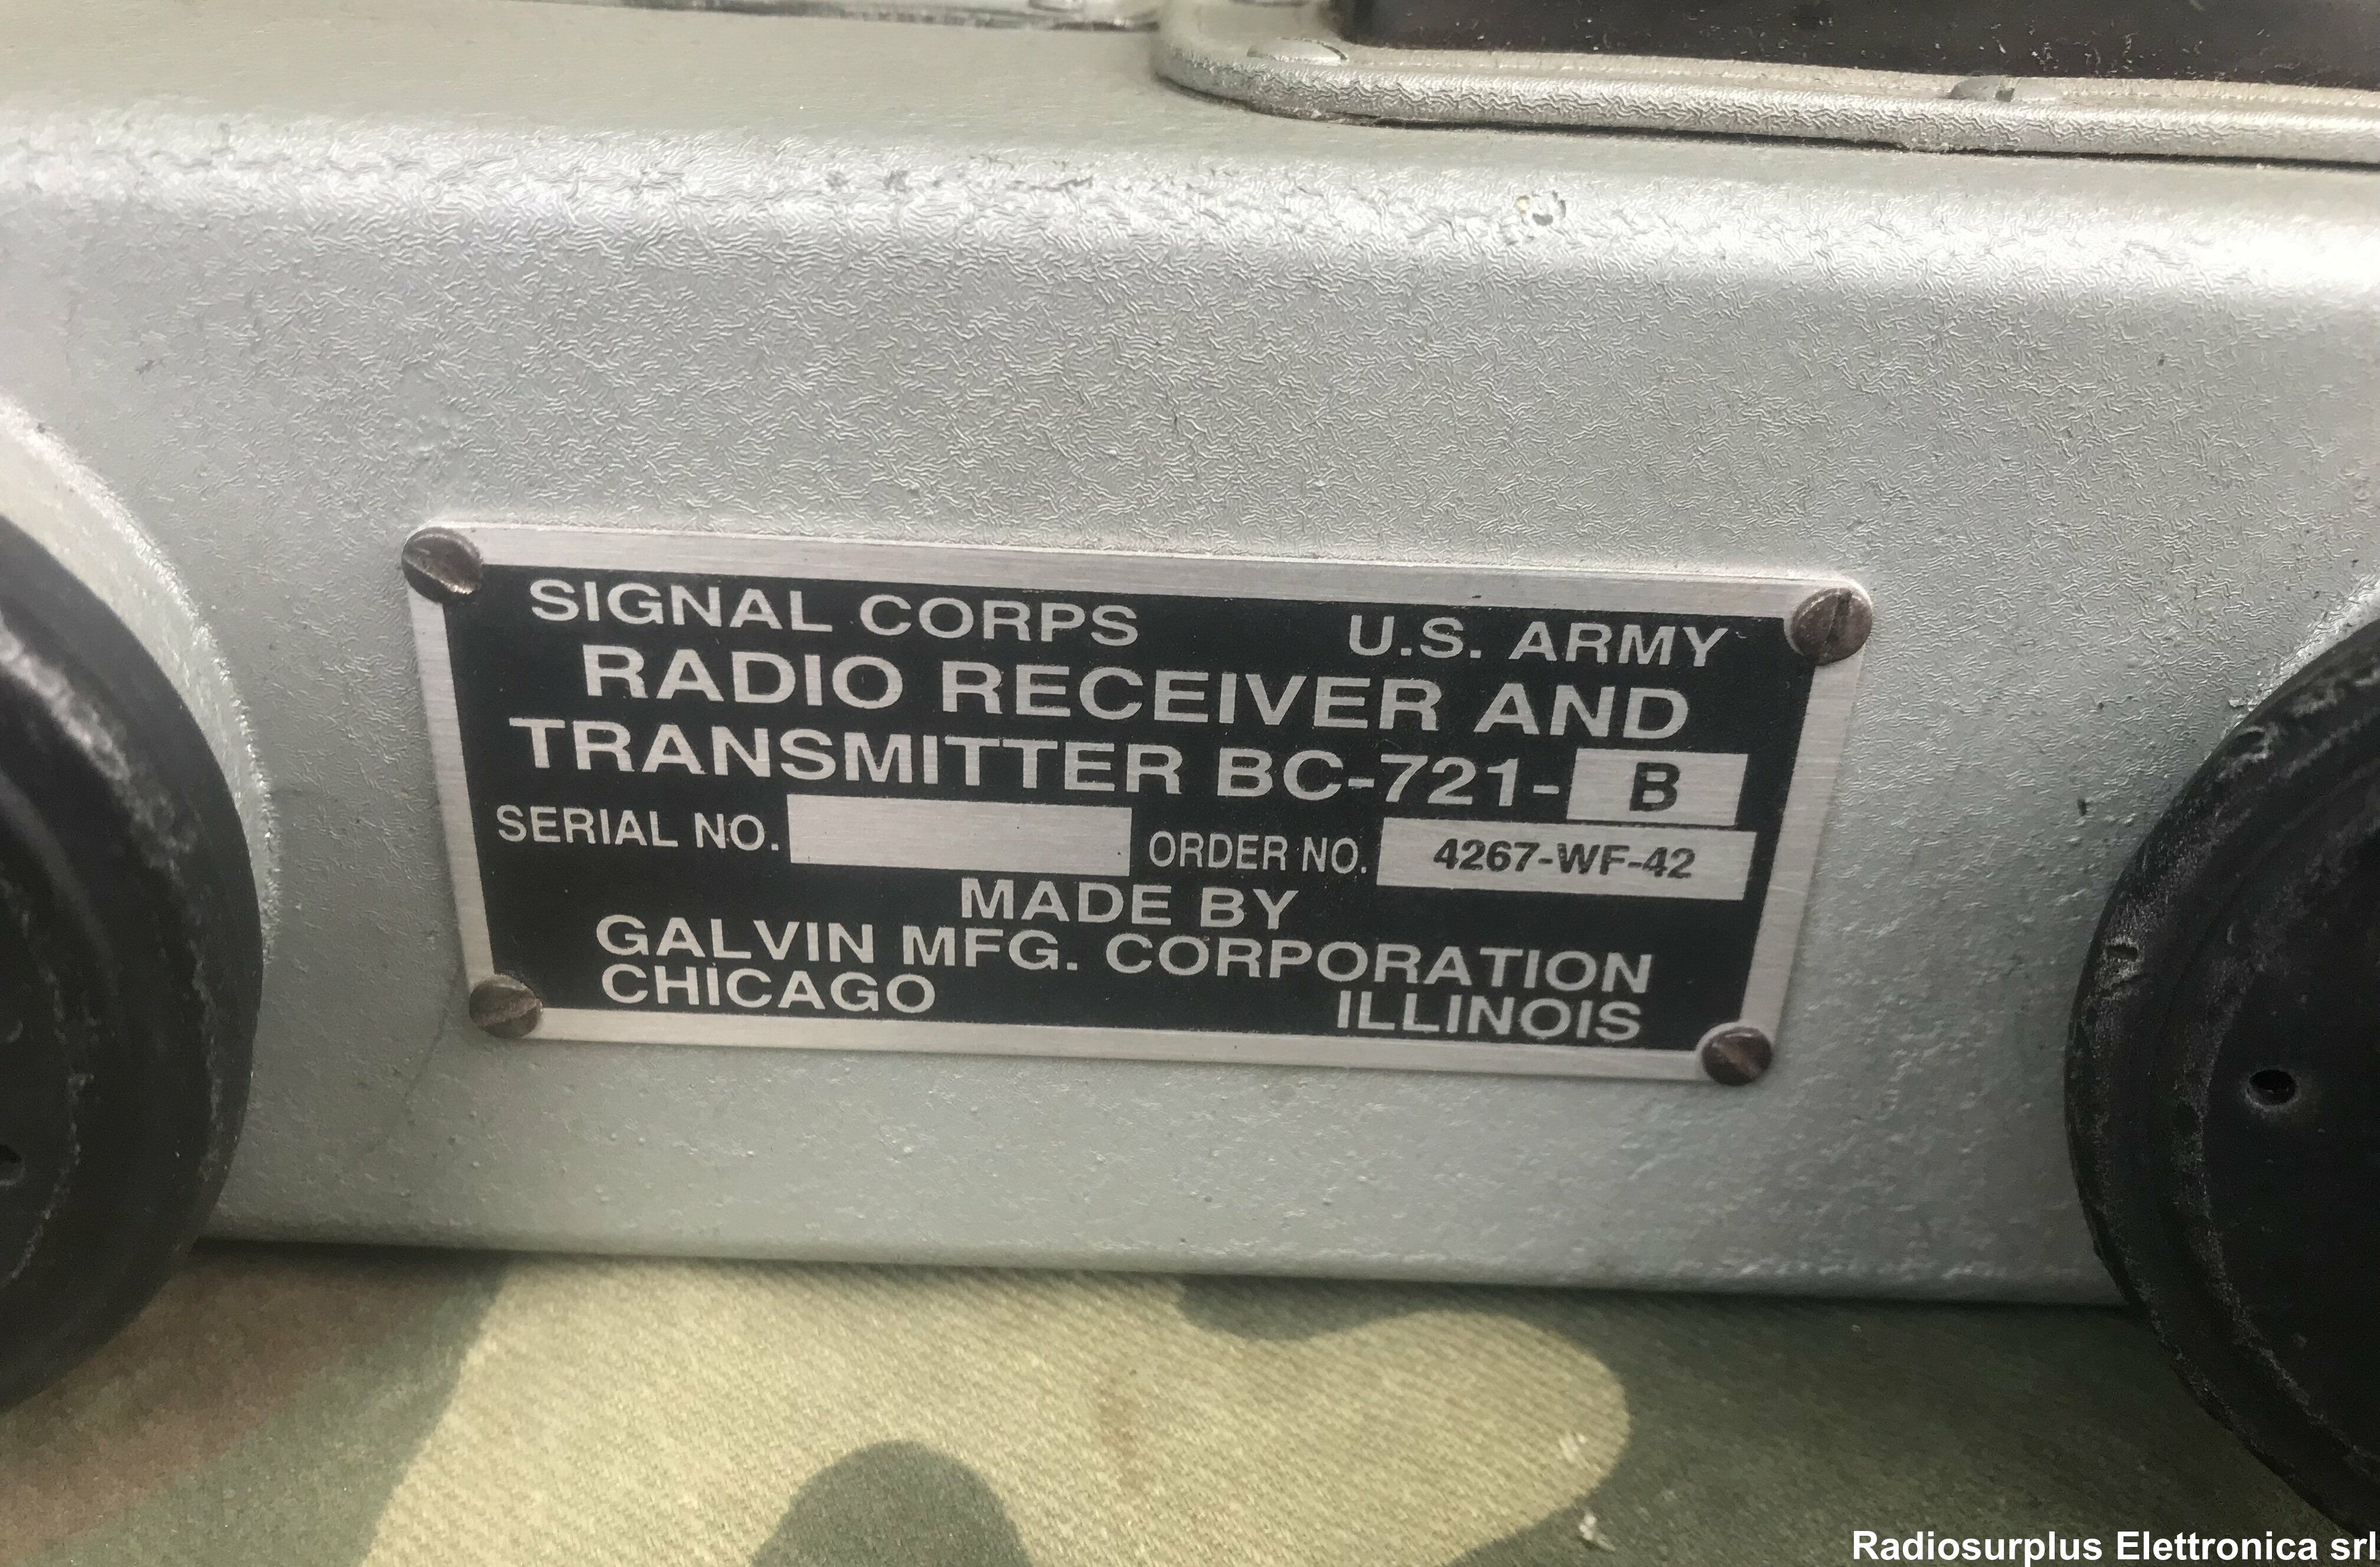 SIGNAL CORPS U.S. ARMY
RADIO RECEIVER AND
TRANSMITTER BC-721- B
SERIAL NO. ORDER NO. 4267-WF-42
MADE BY
GALVIN MFG. CORPORATION
CHICAGO ILLINOIS
Radiosurplus Elettronica srl